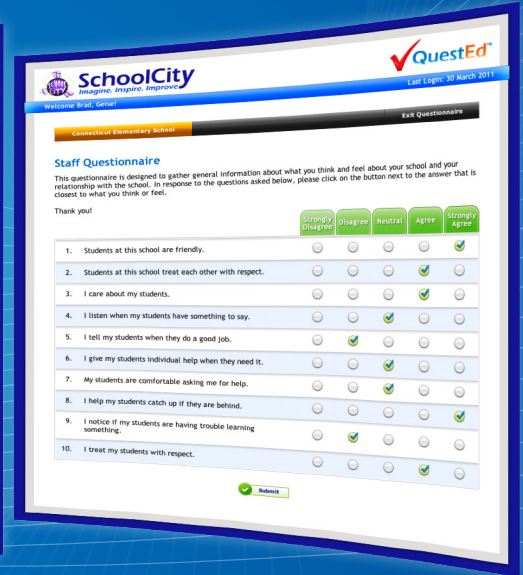 SchoolCity
Imagine. Inspire. Improve
QuestEd™
Welcome Brad, Geise!
Last Login: 30 March 2011
Connecticut Elementary School
Exit Questionnaire
Staff Questionnaire
This questionnaire is designed to gather general information about what you think and feel about your school and your
relationship with the school. In response to the questions asked below, please click on the button next to the answer that is
closest to what you think or feel.
Thank you!
Strongly Disagree
Disagree
Neutral
Agree
Strongly Agree
1. Students at this school are friendly.
2. Students at this school treat each other with respect.
3. I care about my students.
4. I listen when my students have something to say.
5. I tell my students when they do a good job.
6. I give my students individual help when they need it.
7. My students are comfortable asking me for help.
8. I help my students catch up if they are behind.
9. I notice if my students are having trouble learning
something.
10. I treat my students with respect.
Submit